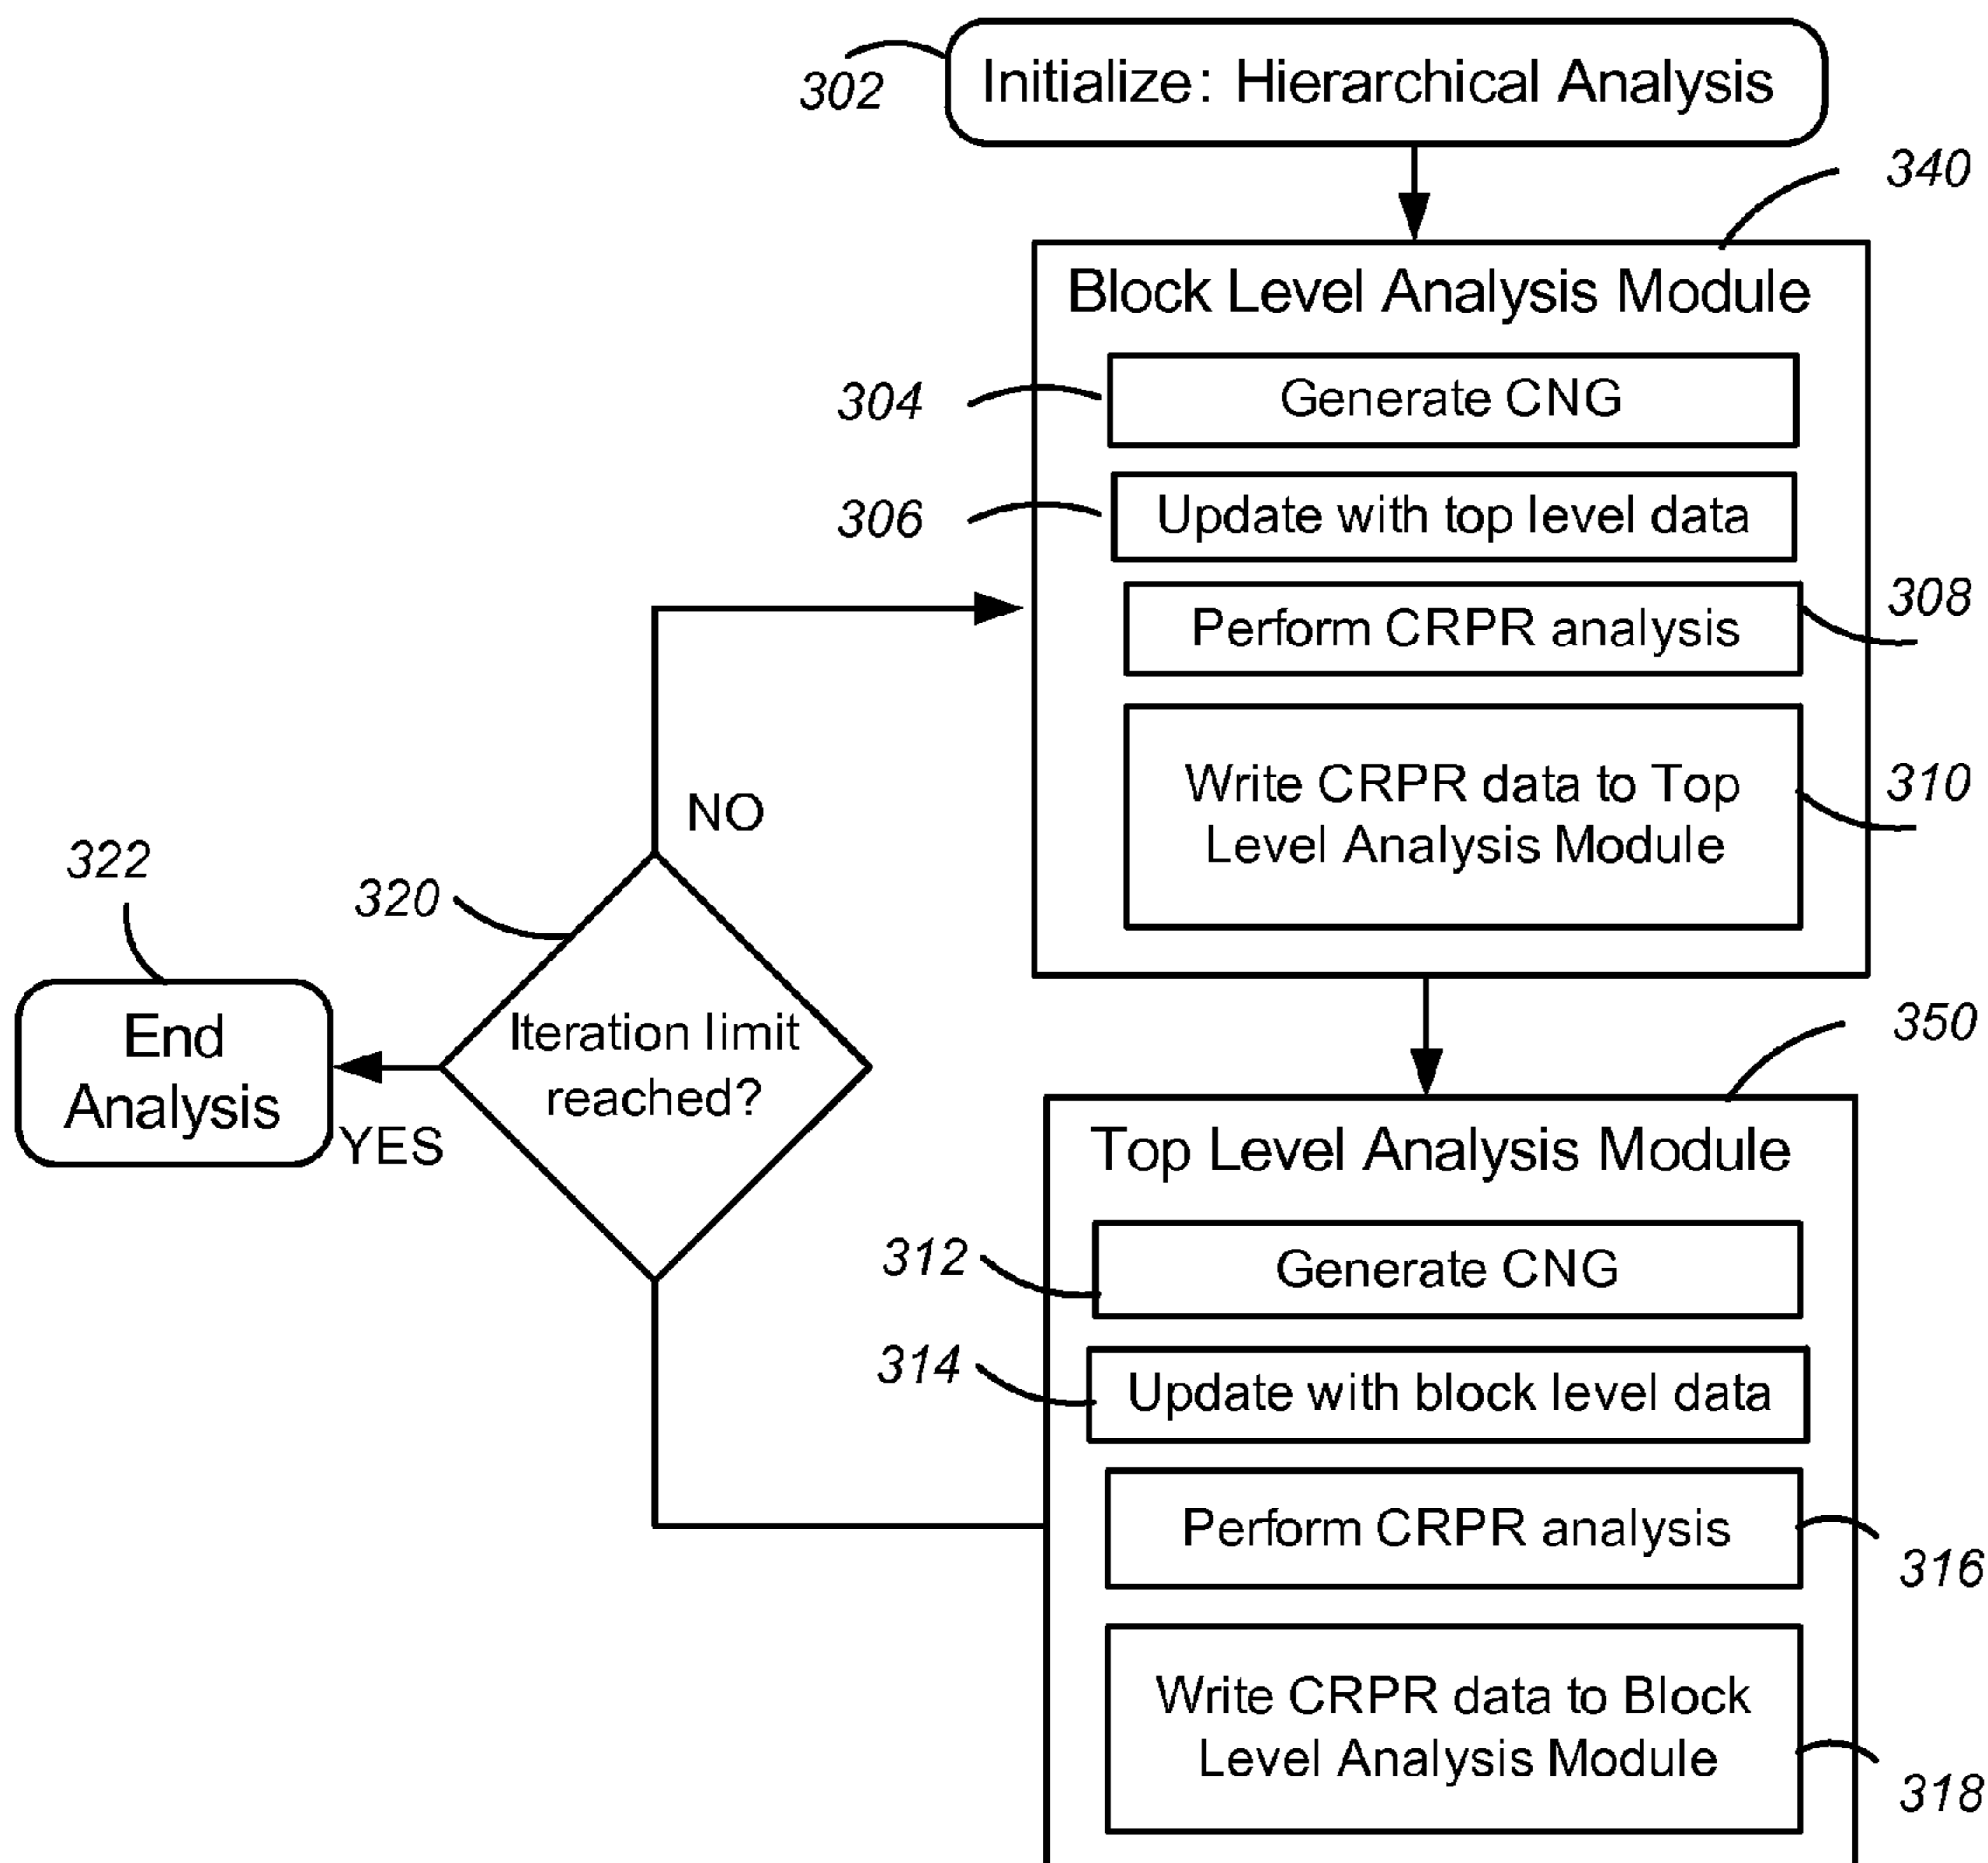 302
Initialize: Hierarchical Analysis
340
Block Level Analysis Module
304
Generate CNG
306
Update with top level data
308
Perform CRPR analysis
310
Write CRPR data to Top
Level Analysis Module
NO
322
320
End
Analysis
YES
Iteration limit
reached?
350
Top Level Analysis Module
312
Generate CNG
314
Update with block level data
Perform CRPR analysis
316
Write CRPR data to Block
Level Analysis Module
318